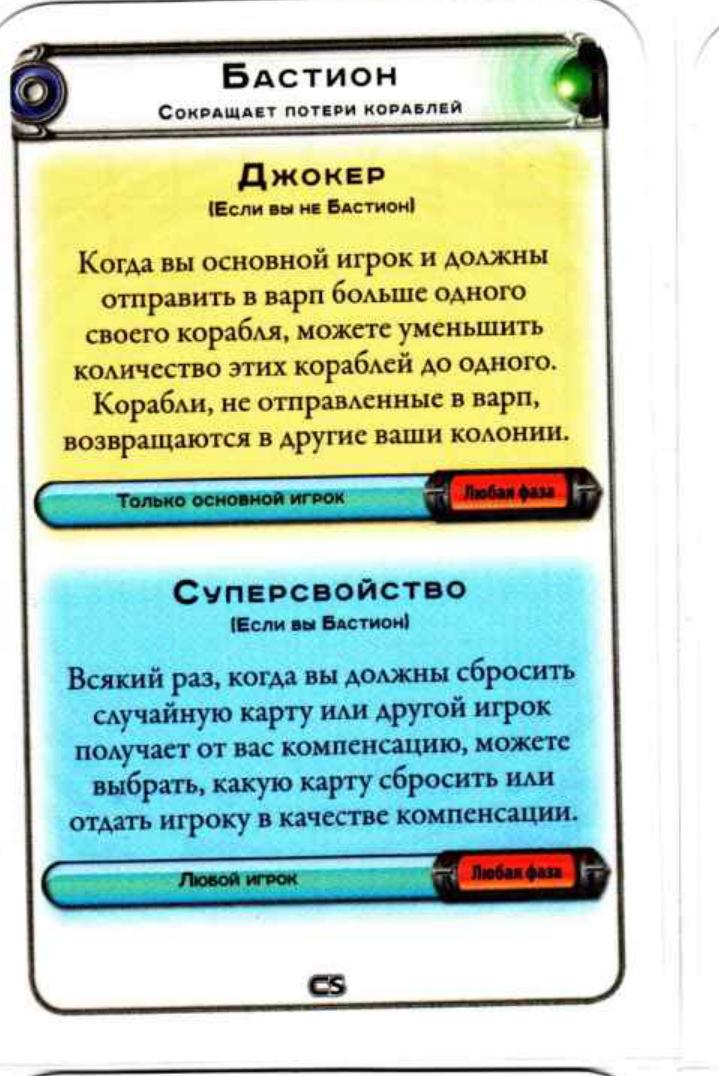 Бастион
Сокращает потери кораблей
Джокер
(Если вы не Бастион)
Когда вы основной игрок и должны
отправить в варп больше одного
своего корабля, можете уменьшить
количество этих кораблей до одного.
Корабли, не отправленные в варп,
возвращаются в другие ваши колонии.
Только основной игрок
Любая фаза
Суперсвойство
(Если вы Бастион)
Всякий раз, когда вы должны сбросить
случайную карту или другой игрок
получает от вас компенсацию, можете
выбрать, какую карту сбросить или
отдать игроку в качестве компенсации.
Любой игрок
Любая фаза
CS